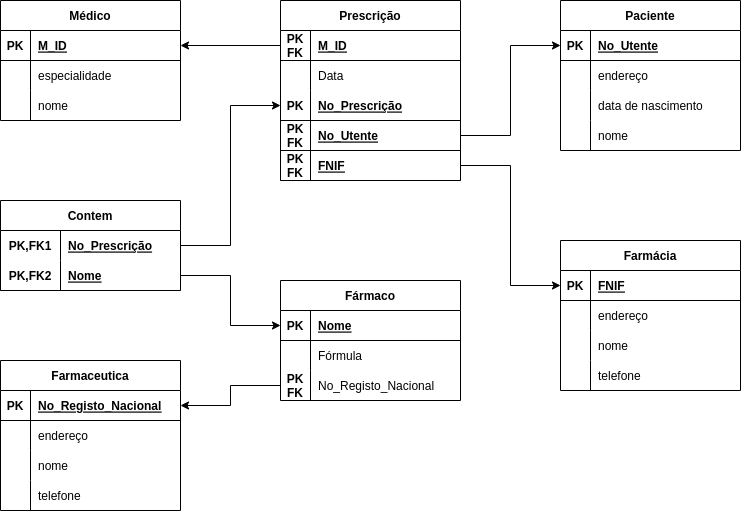 Médico
PK M_ID
especialidade
nome
Prescrição
PK
FK M_ID
Data
PK No_Prescrição
PK
FK No_Utente
PK
FK FNIF
Paciente
PK No_Utente
endereço
data de nascimento
nome
Contem
PK,FK1 No_Prescrição
PK,FK2 Nome
Fármaco
PK Nome
Fórmula
PK
FK No_Registo_Nacional
Farmácia
PK FNIF
endereço
nome
telefone
Farmaceutica
PK No_Registo_Nacional
endereço
nome
telefone